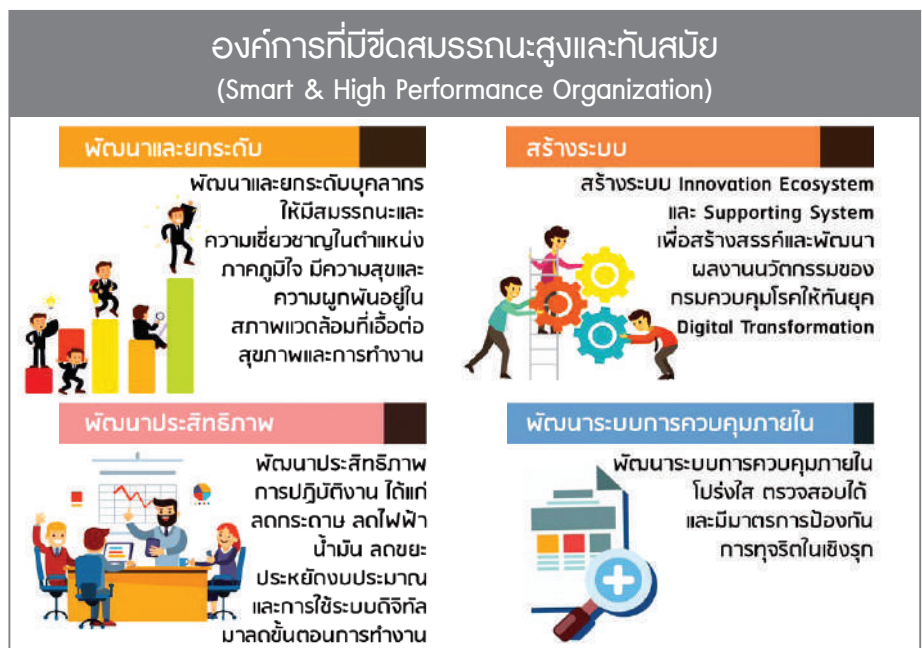 องค์การที่มีขีดสมรรถนะสูงและทันสมัย
(Smart & High Performance Organization)
พัฒนาและยกระดับ
พัฒนาและยกระดับบุคลากร
ให้มีสมรรถนะและ
ความเชี่ยวชาญในตำแหน่ง
ภาคภูมิใจ มีความสุขและ
ความผูกพันอยู่ใน
สภาพแวดล้อมที่เอื้อต่อ
สุขภาพและการทำงาน
สร้างระบบ
สร้างระบบ Innovation Ecosystem
และ Supporting System
เพื่อสร้างสรรค์และพัฒนา
ผลงานนวัตกรรมของ
กรมควบคุมโรคให้ทันยุค
Digital Transformation
พัฒนาประสิทธิภาพ
พัฒนาประสิทธิภาพ
การปฏิบัติงาน ได้แก่
ลดกระดาษ ลดไฟฟ้า
น้ำมัน ลดขยะ
ประหยัดงบประมาณ
และการใช้ระบบดิจิทัล
มาลดขั้นตอนการทำงาน
พัฒนาระบบการควบคุมภายใน
พัฒนาระบบการควบคุมภายใน
โปร่งใส ตรวจสอบได้
และมีมาตรการป้องกัน
การทุจริตในเชิงรุก